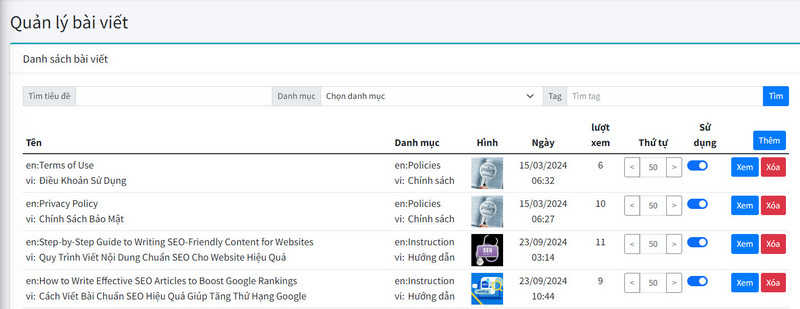 Quản lý bài viết
Danh sách bài viết
Tìm tiêu đề Danh mục Chọn danh mục Tag Tìm tag Tìm
Tên Danh mục Hình Ngày lượt xem Thứ tự Sử dụng Thêm
en:Terms of Use en:Policies 15/03/2024 6 < 50 > Xem Xóa
vi: Điều Khoản Sử Dụng vi: Chính sách 06:32
en:Privacy Policy en:Policies 15/03/2024 10 < 50 > Xem Xóa
vi: Chính Sách Bảo Mật vi: Chính sách 06:27
en:Step-by-Step Guide to Writing SEO-Friendly Content for Websites en:Instruction 23/09/2024 11 < 50 > Xem Xóa
vi: Quy Trình Viết Nội Dung Chuẩn SEO Cho Website Hiệu Quả vi: Hướng dẫn 03:14
en:How to Write Effective SEO Articles to Boost Google Rankings en:Instruction 23/09/2024 9 < 50 > Xem Xóa
vi: Cách Viết Bài Chuẩn SEO Hiệu Quả Giúp Tăng Thứ Hạng Google vi: Hướng dẫn 10:44